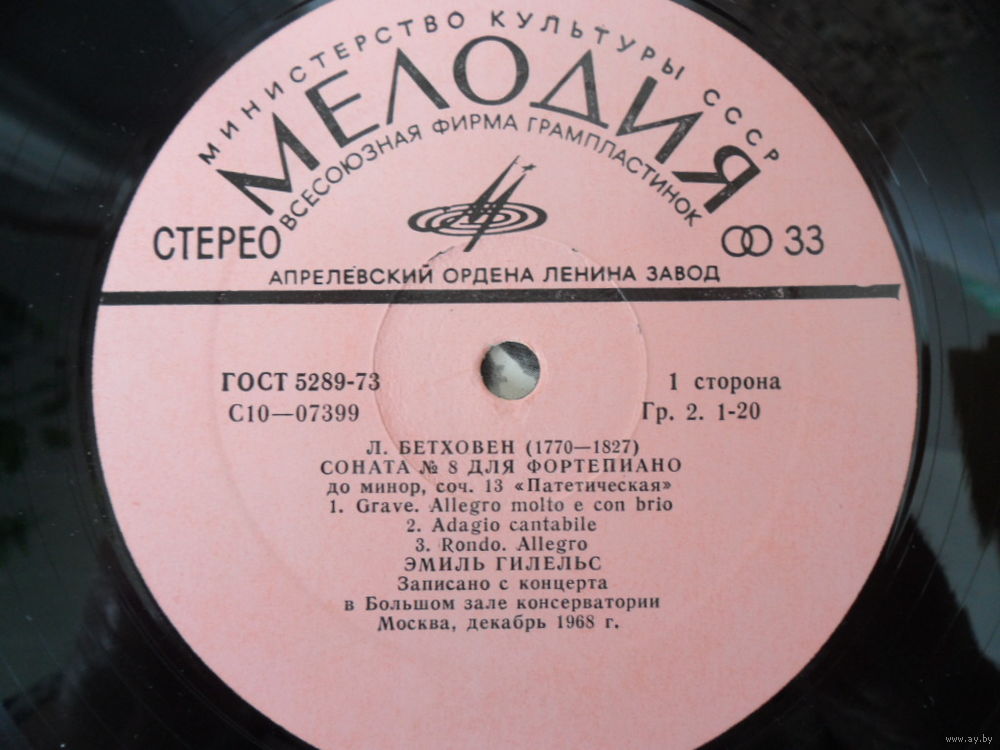 МИНИСТЕРСТВО КУЛЬТУРЫ СССР
МЕЛОДИЯ
ВСЕСОЮЗНАЯ ФИРМА ГРАМПЛАСТИНОК
СТЕРЕО
33
АПРЕЛЕВСКИЙ ОРДЕНА ЛЕНИНА ЗАВОД
ГОСТ 5289-73
1 сторона
С10—07399
Гр. 2. 1-20
Л. БЕТХОВЕН (1770—1827)
СОНАТА № 8 ДЛЯ ФОРТЕПИАНО
до минор, соч. 13 «Патетическая»
1. Grave. Allegro molto e con brio
2. Adagio cantabile
3. Rondo. Allegro
ЭМИЛЬ ГИЛЕЛЬС
Записано с концерта
в Большом зале консерватории
Москва, декабрь 1968 г.
www.ay.by